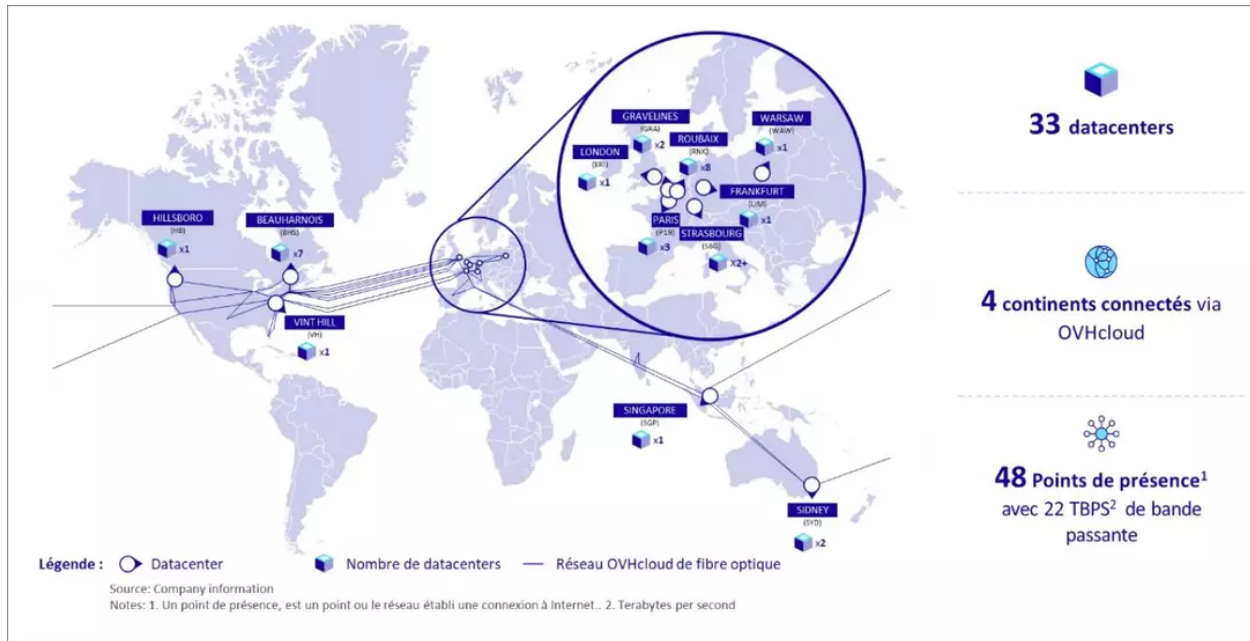 GRAVELINES
(GRA)
x2
WARSAW
(WAW)
x1
ROUBAIX
(RNX)
x8
LONDON
(ERI)
x1
FRANKFURT
(LIM)
x1
PARIS
(P19)
x3
STRASBOURG
(SBG)
X2+
HILLSBORO
(HB)
x1
BEAUHARNOIS
(BHS)
x7
VINT HILL
(VH)
x1
SINGAPORE
(SGP)
x1
SIDNEY
(SYD)
x2
33 datacenters
4 continents connectés via
OVHcloud
48 Points de présence1
avec 22 TBPS2 de bande
passante
Légende : Datacenter Nombre de datacenters Réseau OVHcloud de fibre optique
Source: Company information
Notes: 1. Un point de présence, est un point ou le réseau établi une connexion à Internet.. 2. Terabytes per second